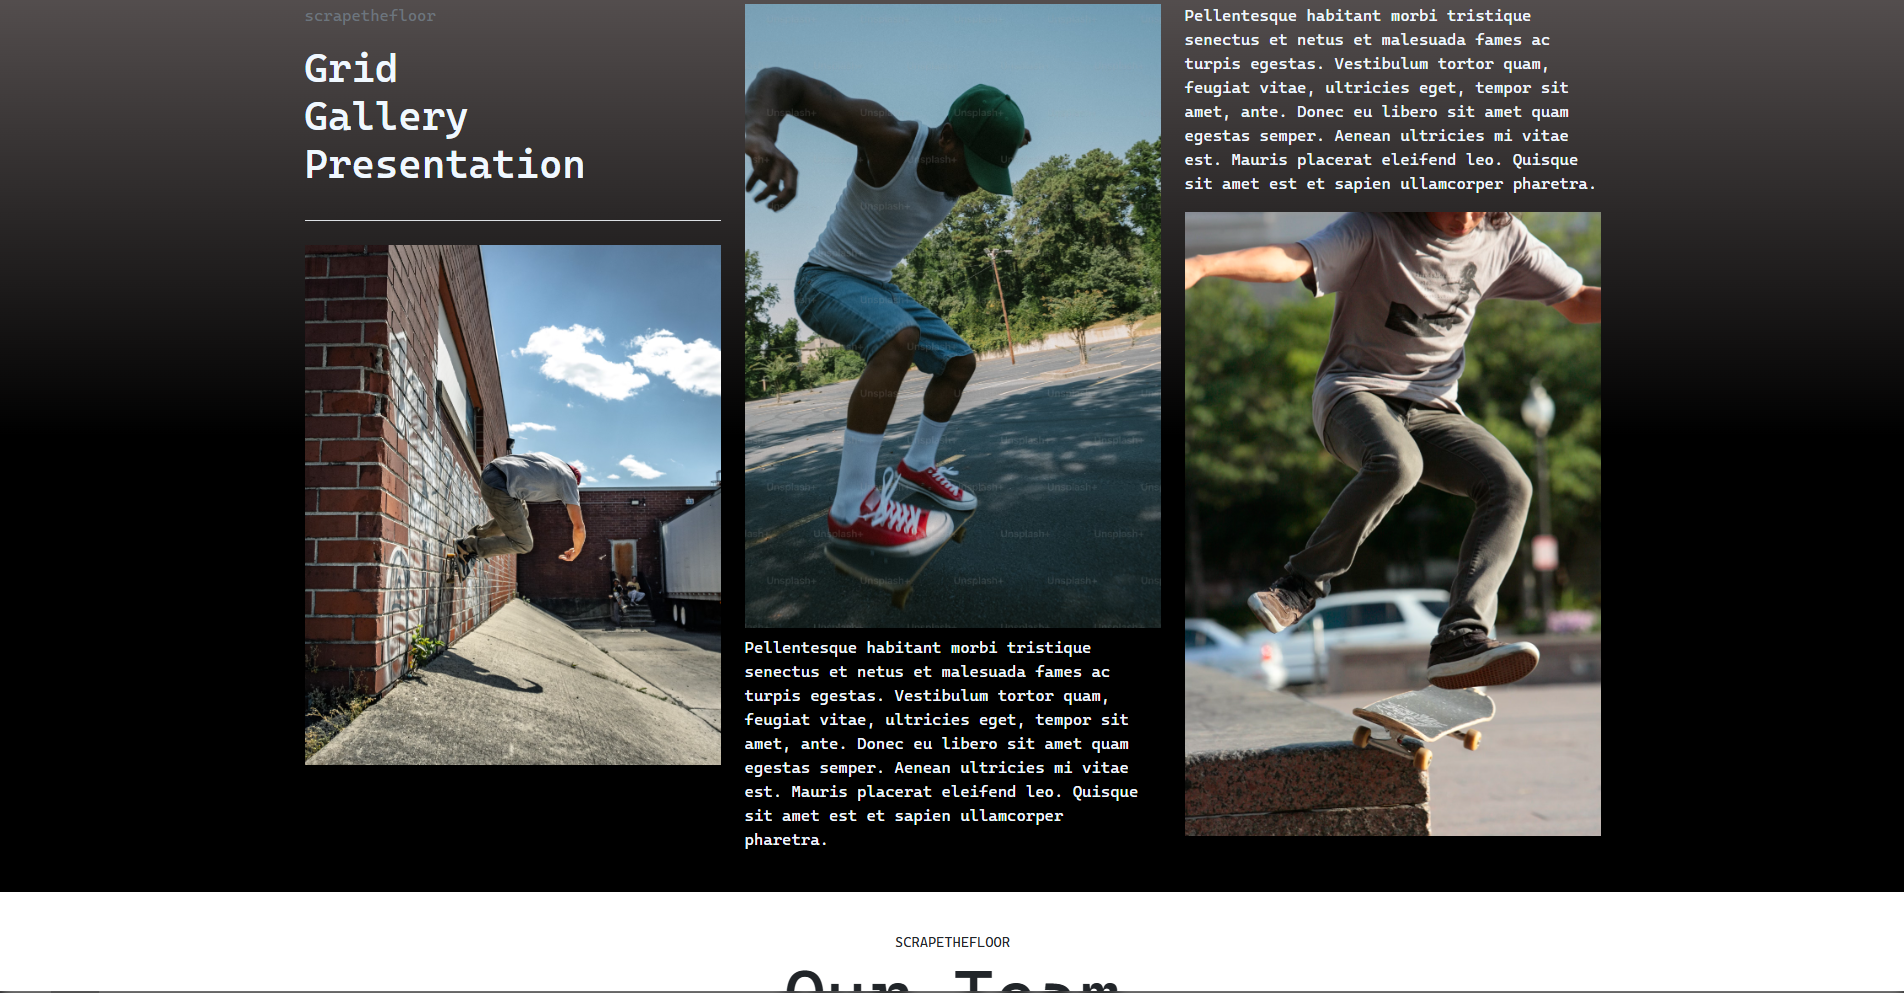 scrapethefloor
Grid
Gallery
Presentation
Pellentesque habitant morbi tristique
senectus et netus et malesuada fames ac
turpis egestas. Vestibulum tortor quam,
feugiat vitae, ultricies eget, tempor sit
amet, ante. Donec eu libero sit amet quam
egestas semper. Aenean ultricies mi vitae
est. Mauris placerat eleifend leo. Quisque
sit amet est et sapien ullamcorper
pharetra.
Pellentesque habitant morbi tristique
senectus et netus et malesuada fames ac
turpis egestas. Vestibulum tortor quam,
feugiat vitae, ultricies eget, tempor sit
amet, ante. Donec eu libero sit amet quam
egestas semper. Aenean ultricies mi vitae
est. Mauris placerat eleifend leo. Quisque
sit amet est et sapien ullamcorper pharetra.
SCRAPETHEFLOOR
Our Team